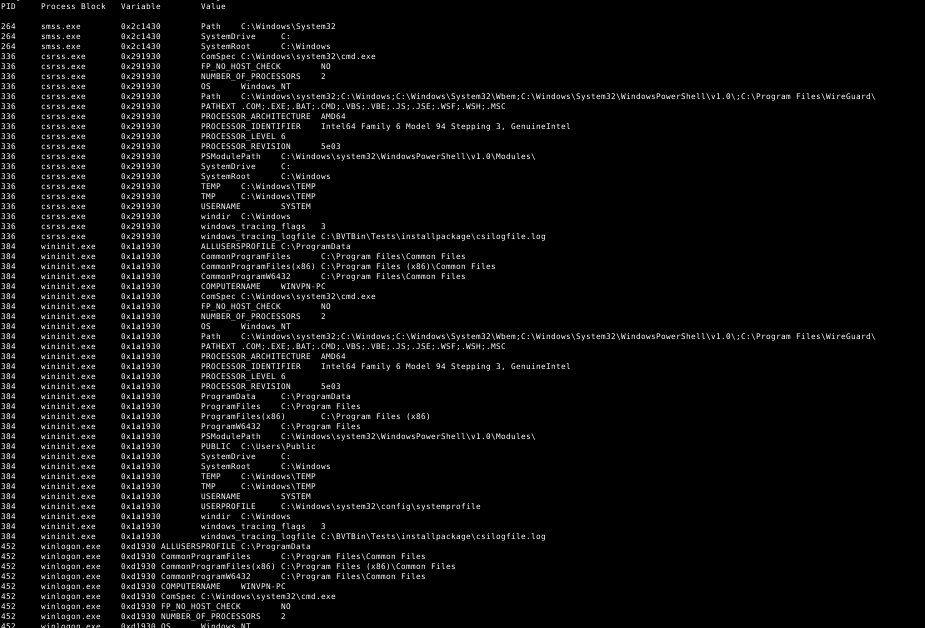 PID Process Block Variable Value
264 smss.exe 0x2c1430 Path C:\Windows\System32
264 smss.exe 0x2c1430 SystemDrive C:
264 smss.exe 0x2c1430 SystemRoot C:\Windows
336 csrss.exe 0x291930 ComSpec C:\Windows\system32\cmd.exe
336 csrss.exe 0x291930 FP_NO_HOST_CHECK NO
336 csrss.exe 0x291930 NUMBER_OF_PROCESSORS 2
336 csrss.exe 0x291930 OS Windows_NT
336 csrss.exe 0x291930 Path C:\Windows\system32;C:\Windows;C:\Windows\System32\Wbem;C:\Windows\System32\WindowsPowerShell\v1.0\;C:\Program Files\WireGuard\
336 csrss.exe 0x291930 PATHEXT .COM;.EXE;.BAT;.CMD;.VBS;.VBE;.JS;.JSE;.WSF;.WSH;.MSC
336 csrss.exe 0x291930 PROCESSOR_ARCHITECTURE AMD64
336 csrss.exe 0x291930 PROCESSOR_IDENTIFIER Intel64 Family 6 Model 94 Stepping 3, GenuineIntel
336 csrss.exe 0x291930 PROCESSOR_LEVEL 6
336 csrss.exe 0x291930 PROCESSOR_REVISION 5e03
336 csrss.exe 0x291930 PSModulePath C:\Windows\system32\WindowsPowerShell\v1.0\Modules\
336 csrss.exe 0x291930 SystemDrive C:
336 csrss.exe 0x291930 SystemRoot C:\Windows
336 csrss.exe 0x291930 TEMP C:\Windows\TEMP
336 csrss.exe 0x291930 TMP C:\Windows\TEMP
336 csrss.exe 0x291930 USERNAME SYSTEM
336 csrss.exe 0x291930 windir C:\Windows
336 csrss.exe 0x291930 windows_tracing_flags 3
336 csrss.exe 0x291930 windows_tracing_logfile C:\BVTBin\Tests\installpackage\csilogfile.log
384 wininit.exe 0x1a1930 ALLUSERSPROFILE C:\ProgramData
384 wininit.exe 0x1a1930 CommonProgramFiles C:\Program Files\Common Files
384 wininit.exe 0x1a1930 CommonProgramFiles(x86) C:\Program Files (x86)\Common Files
384 wininit.exe 0x1a1930 CommonProgramW6432 C:\Program Files\Common Files
384 wininit.exe 0x1a1930 COMPUTERNAME WINVPN-PC
384 wininit.exe 0x1a1930 ComSpec C:\Windows\system32\cmd.exe
384 wininit.exe 0x1a1930 FP_NO_HOST_CHECK NO
384 wininit.exe 0x1a1930 NUMBER_OF_PROCESSORS 2
384 wininit.exe 0x1a1930 OS Windows_NT
384 wininit.exe 0x1a1930 Path C:\Windows\system32;C:\Windows;C:\Windows\System32\Wbem;C:\Windows\System32\WindowsPowerShell\v1.0\;C:\Program Files\WireGuard\
384 wininit.exe 0x1a1930 PATHEXT .COM;.EXE;.BAT;.CMD;.VBS;.VBE;.JS;.JSE;.WSF;.WSH;.MSC
384 wininit.exe 0x1a1930 PROCESSOR_ARCHITECTURE AMD64
384 wininit.exe 0x1a1930 PROCESSOR_IDENTIFIER Intel64 Family 6 Model 94 Stepping 3, GenuineIntel
384 wininit.exe 0x1a1930 PROCESSOR_LEVEL 6
384 wininit.exe 0x1a1930 PROCESSOR_REVISION 5e03
384 wininit.exe 0x1a1930 ProgramData C:\ProgramData
384 wininit.exe 0x1a1930 ProgramFiles C:\Program Files
384 wininit.exe 0x1a1930 ProgramFiles(x86) C:\Program Files (x86)
384 wininit.exe 0x1a1930 ProgramW6432 C:\Program Files
384 wininit.exe 0x1a1930 PSModulePath C:\Windows\system32\WindowsPowerShell\v1.0\Modules\
384 wininit.exe 0x1a1930 PUBLIC C:\Users\Public
384 wininit.exe 0x1a1930 SystemDrive C:
384 wininit.exe 0x1a1930 SystemRoot C:\Windows
384 wininit.exe 0x1a1930 TEMP C:\Windows\TEMP
384 wininit.exe 0x1a1930 TMP C:\Windows\TEMP
384 wininit.exe 0x1a1930 USERNAME SYSTEM
384 wininit.exe 0x1a1930 USERPROFILE C:\Windows\system32\config\systemprofile
384 wininit.exe 0x1a1930 windir C:\Windows
384 wininit.exe 0x1a1930 windows_tracing_flags 3
384 wininit.exe 0x1a1930 windows_tracing_logfile C:\BVTBin\Tests\installpackage\csilogfile.log
452 winlogon.exe 0xd1930 ALLUSERSPROFILE C:\ProgramData
452 winlogon.exe 0xd1930 CommonProgramFiles C:\Program Files\Common Files
452 winlogon.exe 0xd1930 CommonProgramFiles(x86) C:\Program Files (x86)\Common Files
452 winlogon.exe 0xd1930 CommonProgramW6432 C:\Program Files\Common Files
452 winlogon.exe 0xd1930 COMPUTERNAME WINVPN-PC
452 winlogon.exe 0xd1930 ComSpec C:\Windows\system32\cmd.exe
452 winlogon.exe 0xd1930 FP_NO_HOST_CHECK NO
452 winlogon.exe 0xd1930 NUMBER_OF_PROCESSORS 2
452 winlogon.exe 0xd1930 OS Windows_NT